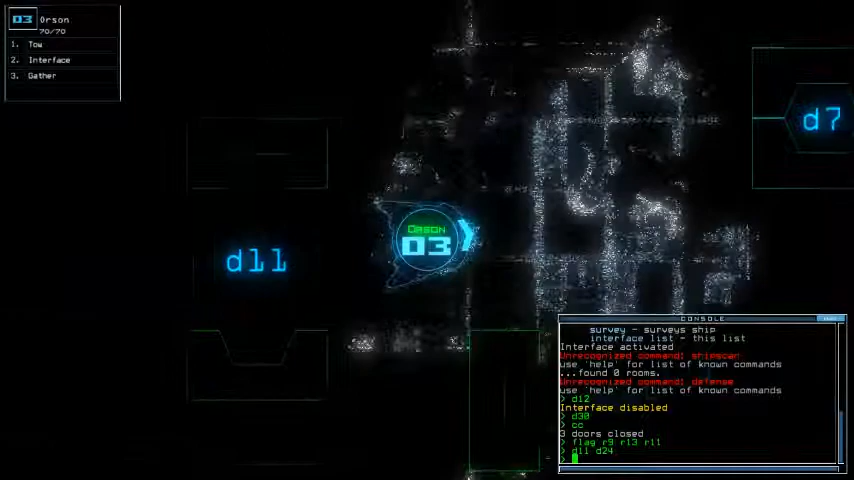 03 Orson
70/70
1. Tow
2. Interface
3. Gather
d7
ORSON
03
d11
CONSOLE
survey - surveys ship
interface list - this list
Interface activated
Unrecognized command: shipscan
use 'help' for list of known commands
...found 0 rooms.
Unrecognized command: defense
use 'help' for list of known commands
> d12
Interface disabled
> d30
> cc
3 doors closed
> flag r9 r13 r11
> d11 d24
>